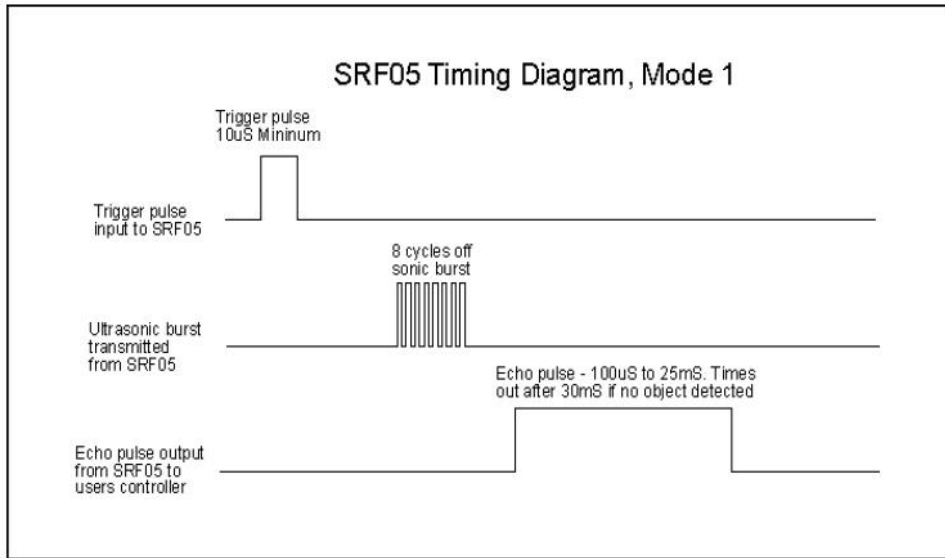 SRF05 Timing Diagram, Mode 1
Trigger pulse
10uS Mininum
Trigger pulse
input to SRF05
8 cycles off
sonic burst
Ultrasonic burst
transmitted
from SRF05
Echo pulse - 100uS to 25mS. Times
out after 30mS if no object detected
Echo pulse output
from SRF05 to
users controller